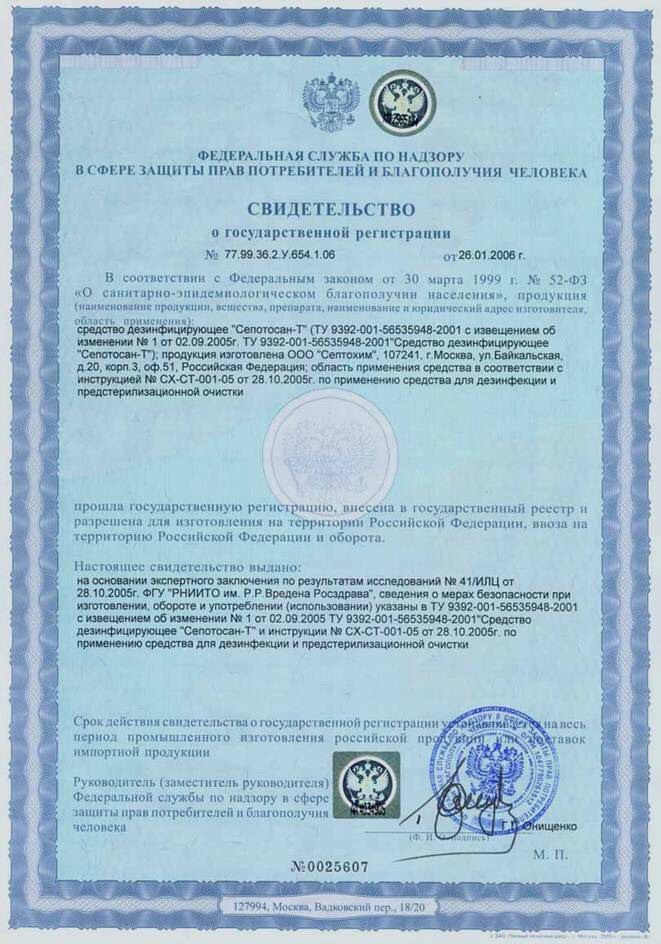 ФЕДЕРАЛЬНАЯ СЛУЖБА ПО НАДЗОРУ
В СФЕРЕ ЗАЩИТЫ ПРАВ ПОТРЕБИТЕЛЕЙ И БЛАГОПОЛУЧИЯ ЧЕЛОВЕКА
СВИДЕТЕЛЬСТВО
о государственной регистрации
№ 77.99.36.2.У.654.1.06 от 26.01.2006 г.
В соответствии с Федеральным законом от 30 марта 1999 г. № 52-ФЗ
«О санитарно-эпидемиологическом благополучии населения», продукция
(наименование продукции, вещества, препарата, наименование и юридический адрес изготовителя,
область применения):
средство дезинфицирующее "Сепотосан-Т" (ТУ 9392-001-56535948-2001 с извещением об
изменении № 1 от 02.09.2005г. ТУ 9392-001-56535948-2001"Средство дезинфицирующее
"Сепотосан-Т"); продукция изготовлена ООО "Септохим", 107241, г.Москва, ул.Байкальская,
д.20, корп.3, оф.51, Российская Федерация; область применения средства в соответствии с
инструкцией № СХ-СТ-001-05 от 28.10.2005г. по применению средства для дезинфекции и
предстерилизационной очистки
прошла государственную регистрацию, внесена в государственный реестр и
разрешена для изготовления на территории Российской Федерации, ввоза на
территорию Российской Федерации и оборота.
Настоящее свидетельство выдано:
на основании экспертного заключения по результатам исследований № 41/ИЛЦ от
28.10.2005г. ФГУ "РНИИТО им. Р.Р.Вредена Росздрава", сведения о мерах безопасности при
изготовлении, обороте и употреблении (использовании) указаны в ТУ 9392-001-56535948-2001
с извещением об изменении № 1 от 02.09.2005 ТУ 9392-001-56535948-2001"Средство
дезинфицирующее "Сепотосан-Т" и инструкции № СХ-СТ-001-05 от 28.10.2005г. по
применению средства для дезинфекции и предстерилизационной очистки
Срок действия свидетельства о государственной регистрации на весь
период промышленного изготовления российской или
импортной продукции
Руководитель (заместитель руководителя)
Федеральной службы по надзору в сфере
защиты прав потребителей и благополучия
человека
Г.Г. Онищенко
(Ф. И. О./подпись)
М. П.
№0025607
127994, Москва, Вадковский пер., 18/20